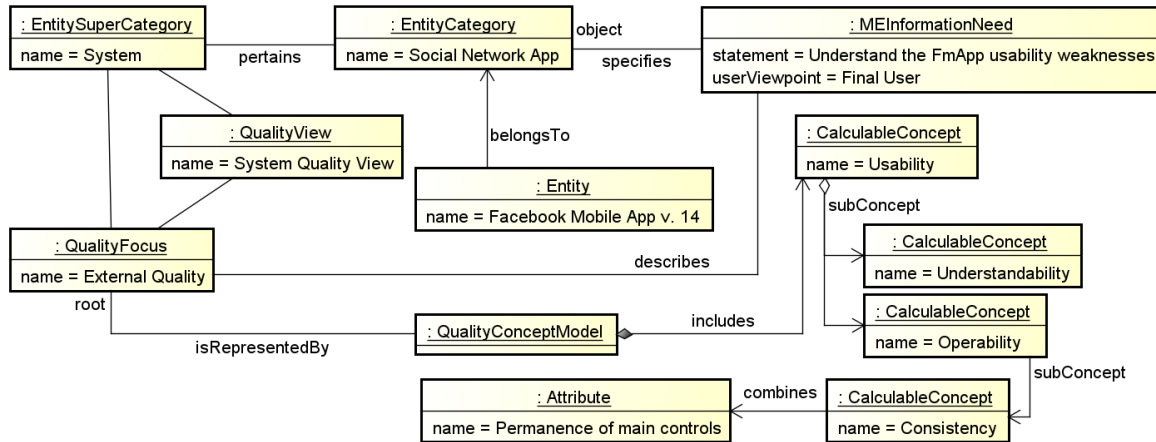 : EntitySuperCategory
name = System
pertains
: EntityCategory
name = Social Network App
object
specifies
: MEInformationNeed
statement = Understand the FmApp usability weaknesses
userViewpoint = Final User
: QualityView
name = System Quality View
belongsTo
: CalculableConcept
name = Usability
: Entity
name = Facebook Mobile App v. 14
subConcept
: QualityFocus
name = External Quality
describes
: CalculableConcept
name = Understandability
root
isRepresentedBy
: QualityConceptModel
includes
: CalculableConcept
name = Operability
subConcept
: Attribute
name = Permanence of main controls
combines
: CalculableConcept
name = Consistency